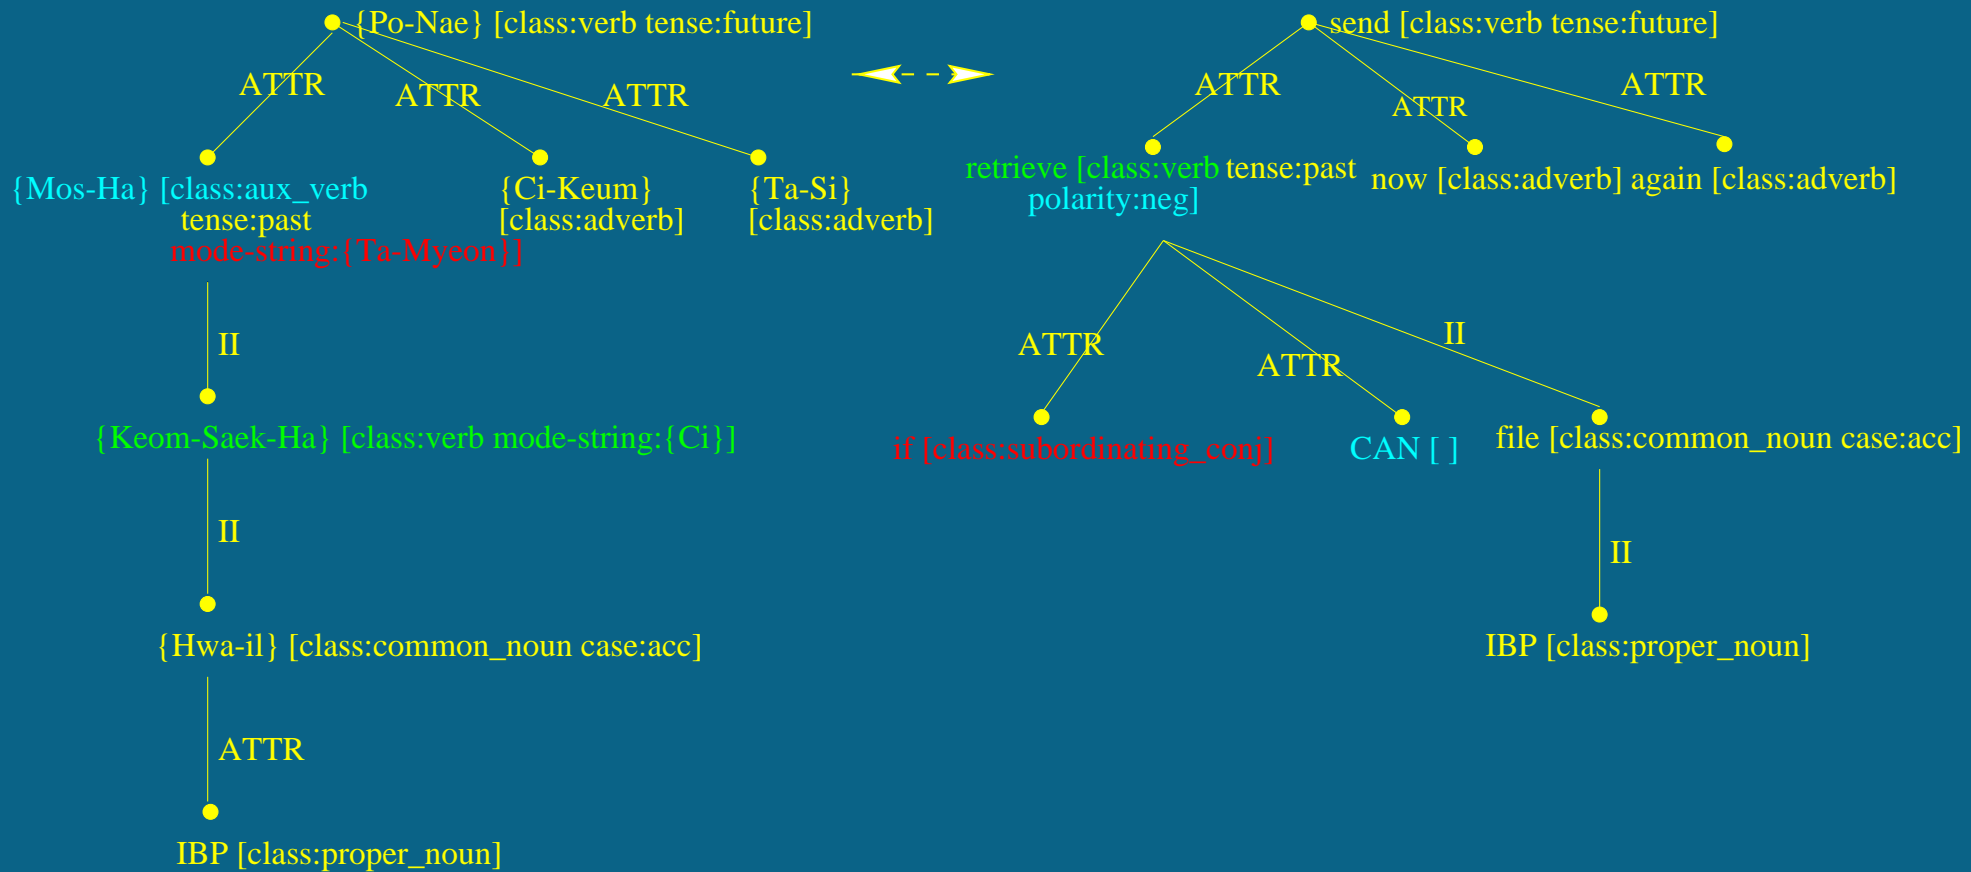 {Po-Nae} [class:verb tense:future]
send [class:verb tense:future]
ATTR
ATTR
ATTR
ATTR
ATTR
ATTR
{Mos-Ha} [class:aux_verb
tense:past
mode-string:{Ta-Myeon}]
{Ci-Keum}
[class:adverb]
{Ta-Si}
[class:adverb]
retrieve [class:verb tense:past
polarity:neg]
now [class:adverb]
again [class:adverb]
II
ATTR
ATTR
II
{Keom-Saek-Ha} [class:verb mode-string:{Ci}]
if [class:subordinating_conj]
CAN [ ]
file [class:common_noun case:acc]
II
II
{Hwa-il} [class:common_noun case:acc]
IBP [class:proper_noun]
ATTR
IBP [class:proper_noun]